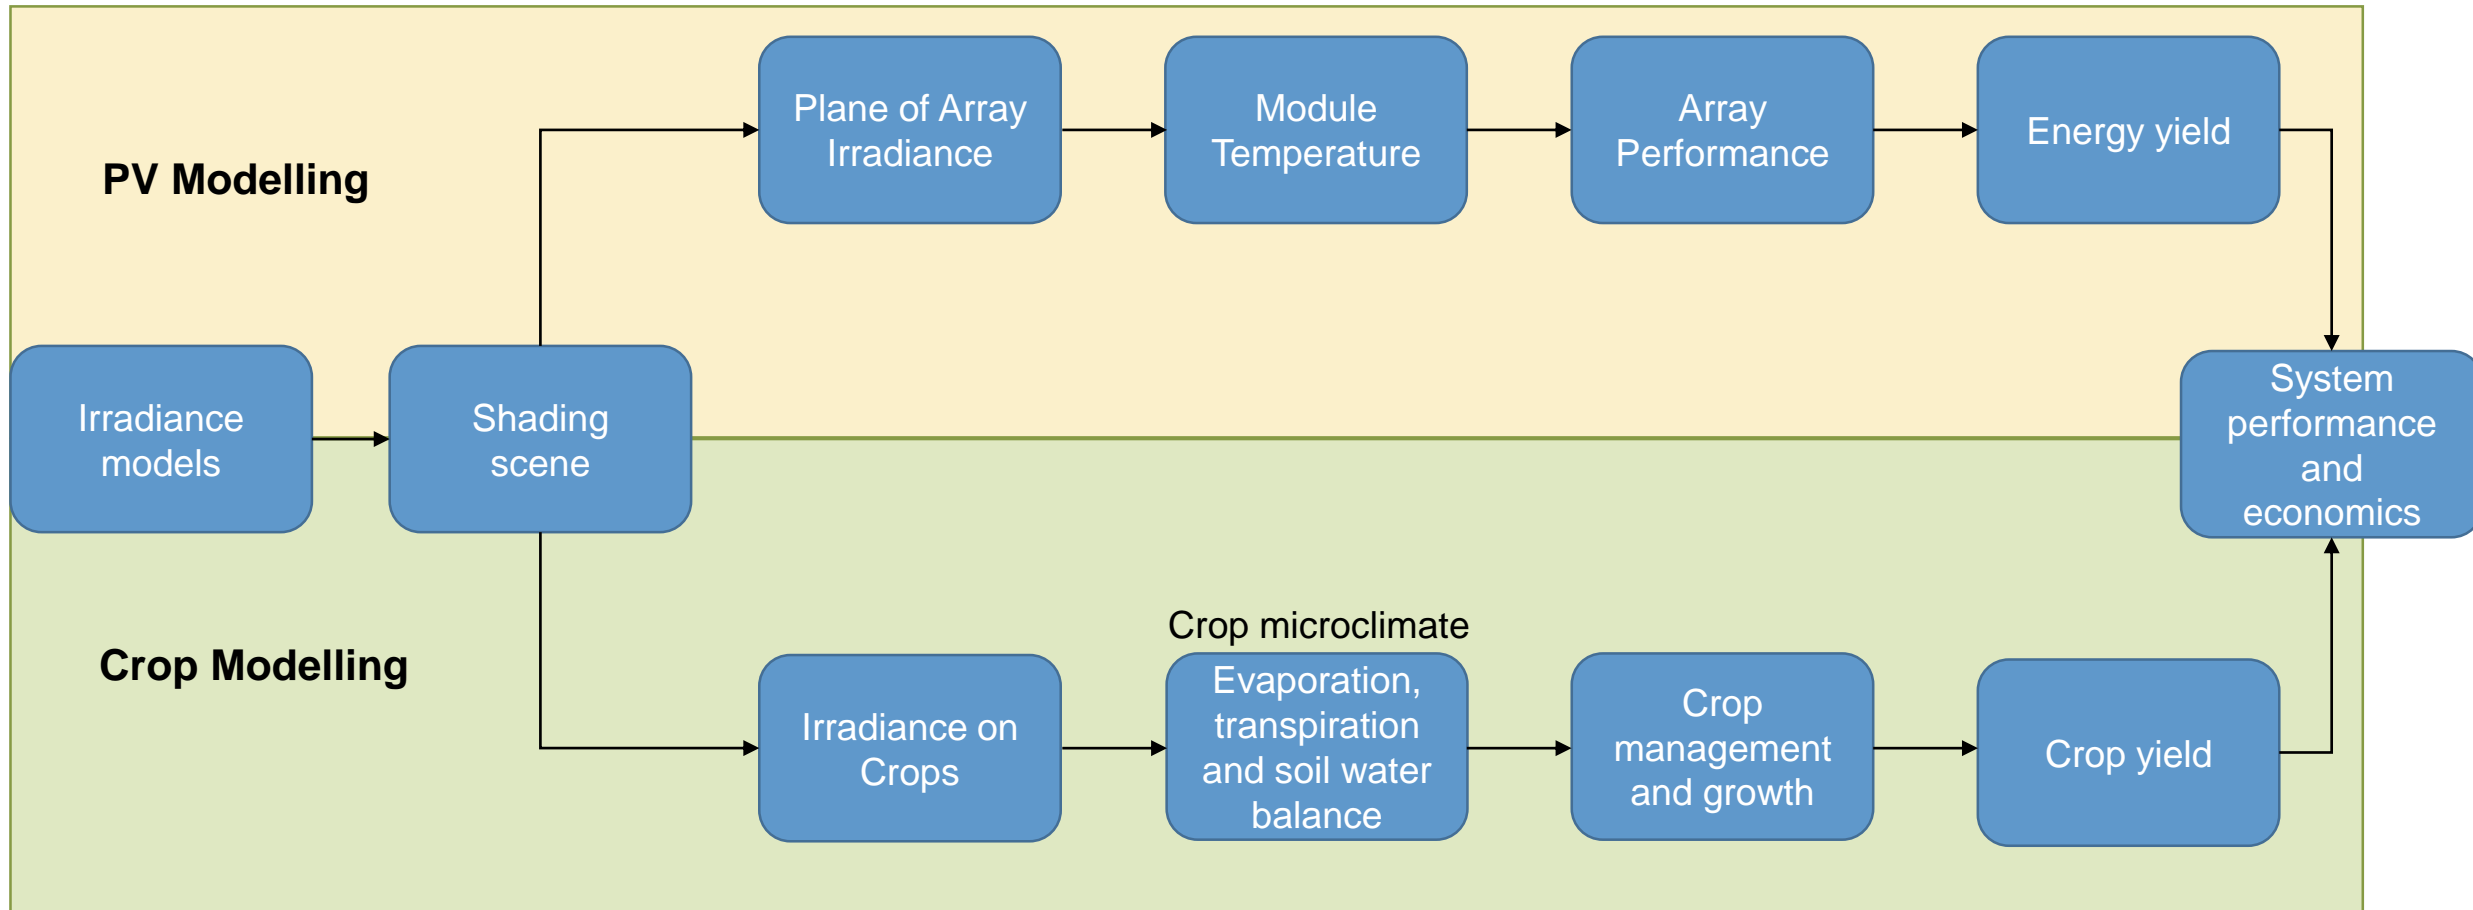 PV Modelling
Plane of Array
Irradiance
Module
Temperature
Array
Performance
Energy yield
Irradiance
models
Shading
scene
System
performance
and
economics
Crop Modelling
Irradiance on
Crops
Crop microclimate
Evaporation,
transpiration
and soil water
balance
Crop
management
and growth
Crop yield